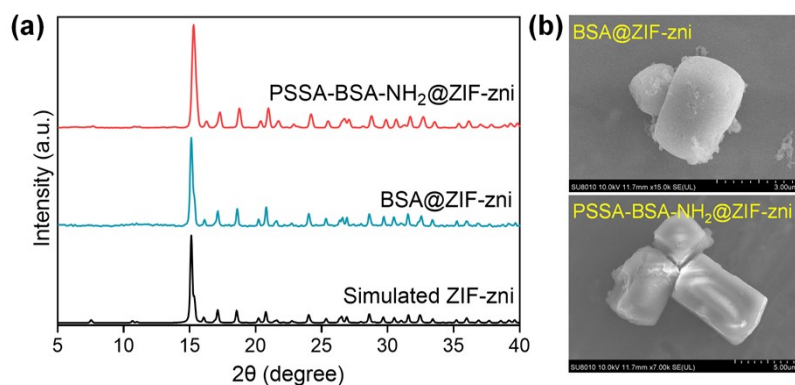 (a)
PSSA-BSA-NH₂@ZIF-zni
BSA@ZIF-zni
Simulated ZIF-zni
Intensity (a.u.)
5 10 15 20 25 30 35 40
2θ (degree)
(b)
BSA@ZIF-zni
SU8010 10.0kV 11.7mm x15.0k SE(UL) 3.00um
PSSA-BSA-NH₂@ZIF-zni
SU8010 10.0kV 11.7mm x7.00k SE(UL) 5.00um